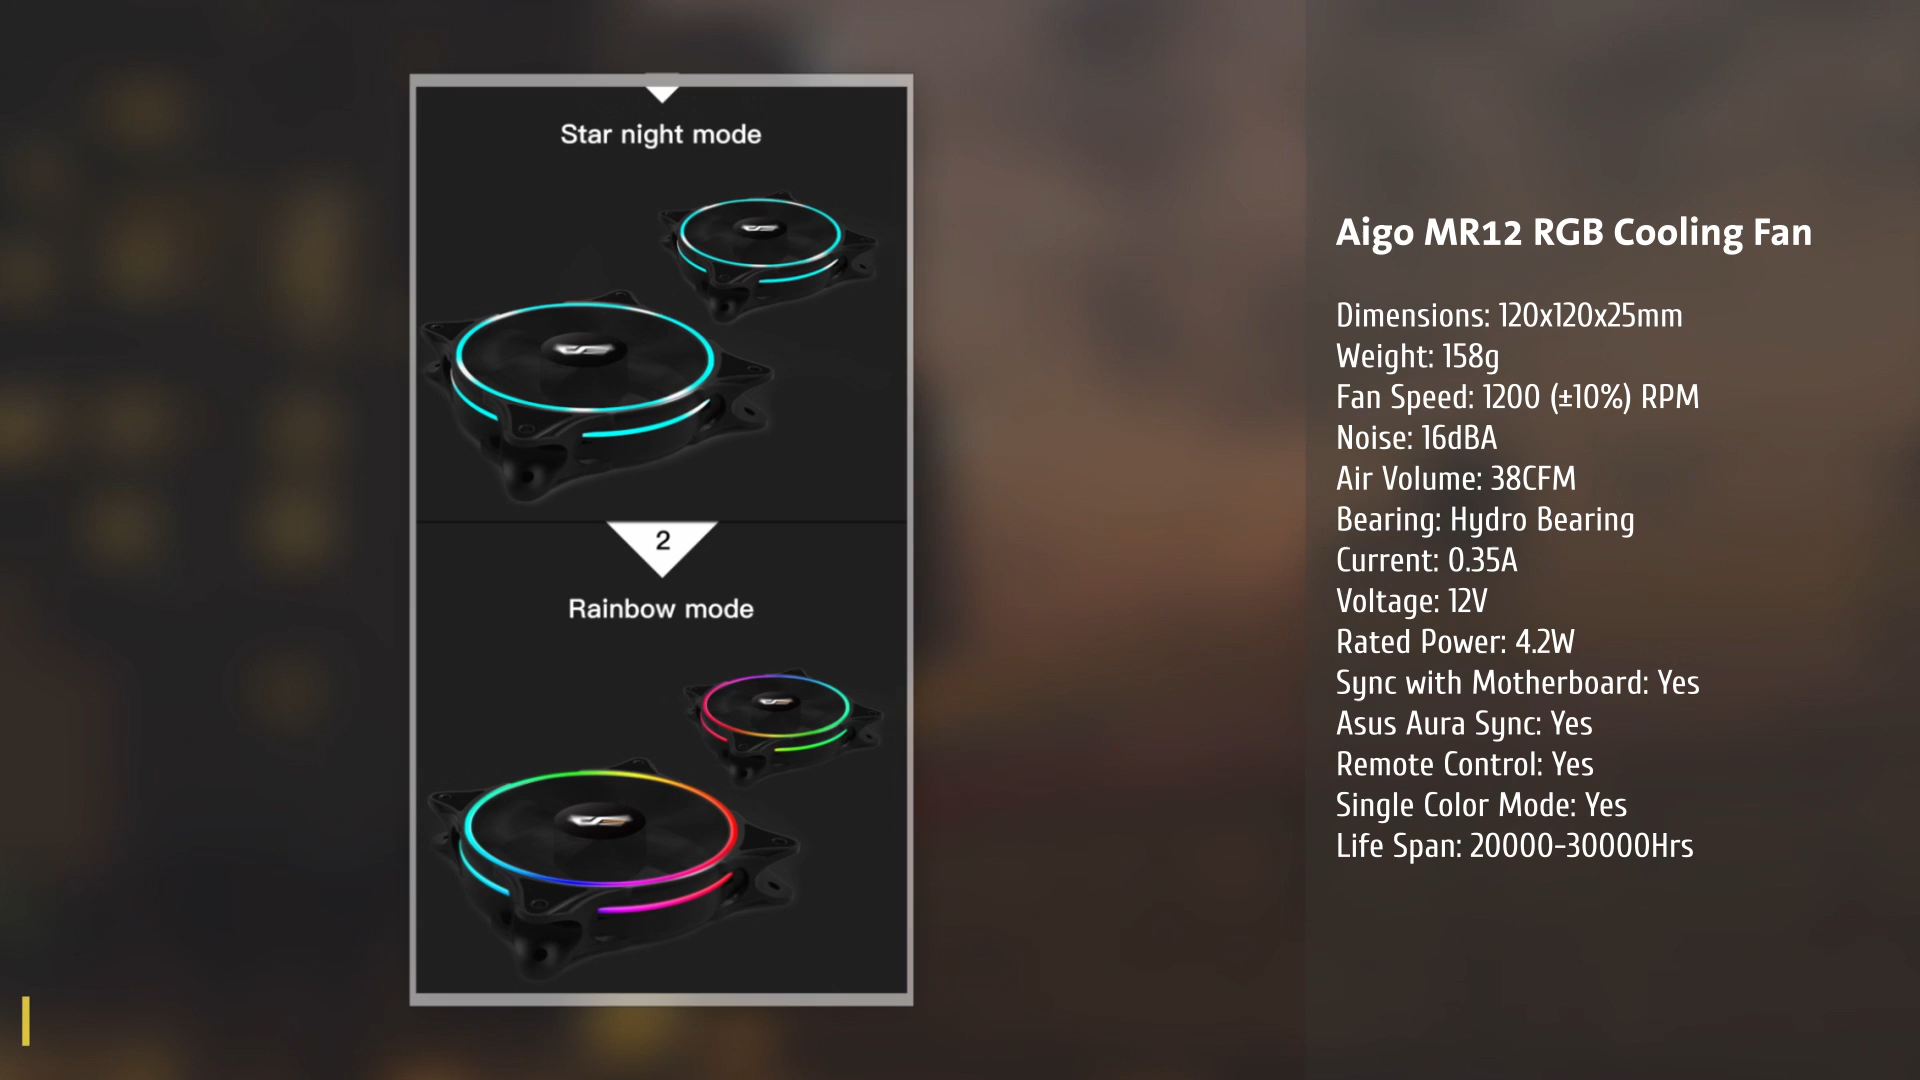 Star night mode
2
Rainbow mode
Aigo MR12 RGB Cooling Fan
Dimensions: 120x120x25mm
Weight: 158g
Fan Speed: 1200 (±10%) RPM
Noise: 16dBA
Air Volume: 38CFM
Bearing: Hydro Bearing
Current: 0.35A
Voltage: 12V
Rated Power: 4.2W
Sync with Motherboard: Yes
Asus Aura Sync: Yes
Remote Control: Yes
Single Color Mode: Yes
Life Span: 20000-30000Hrs